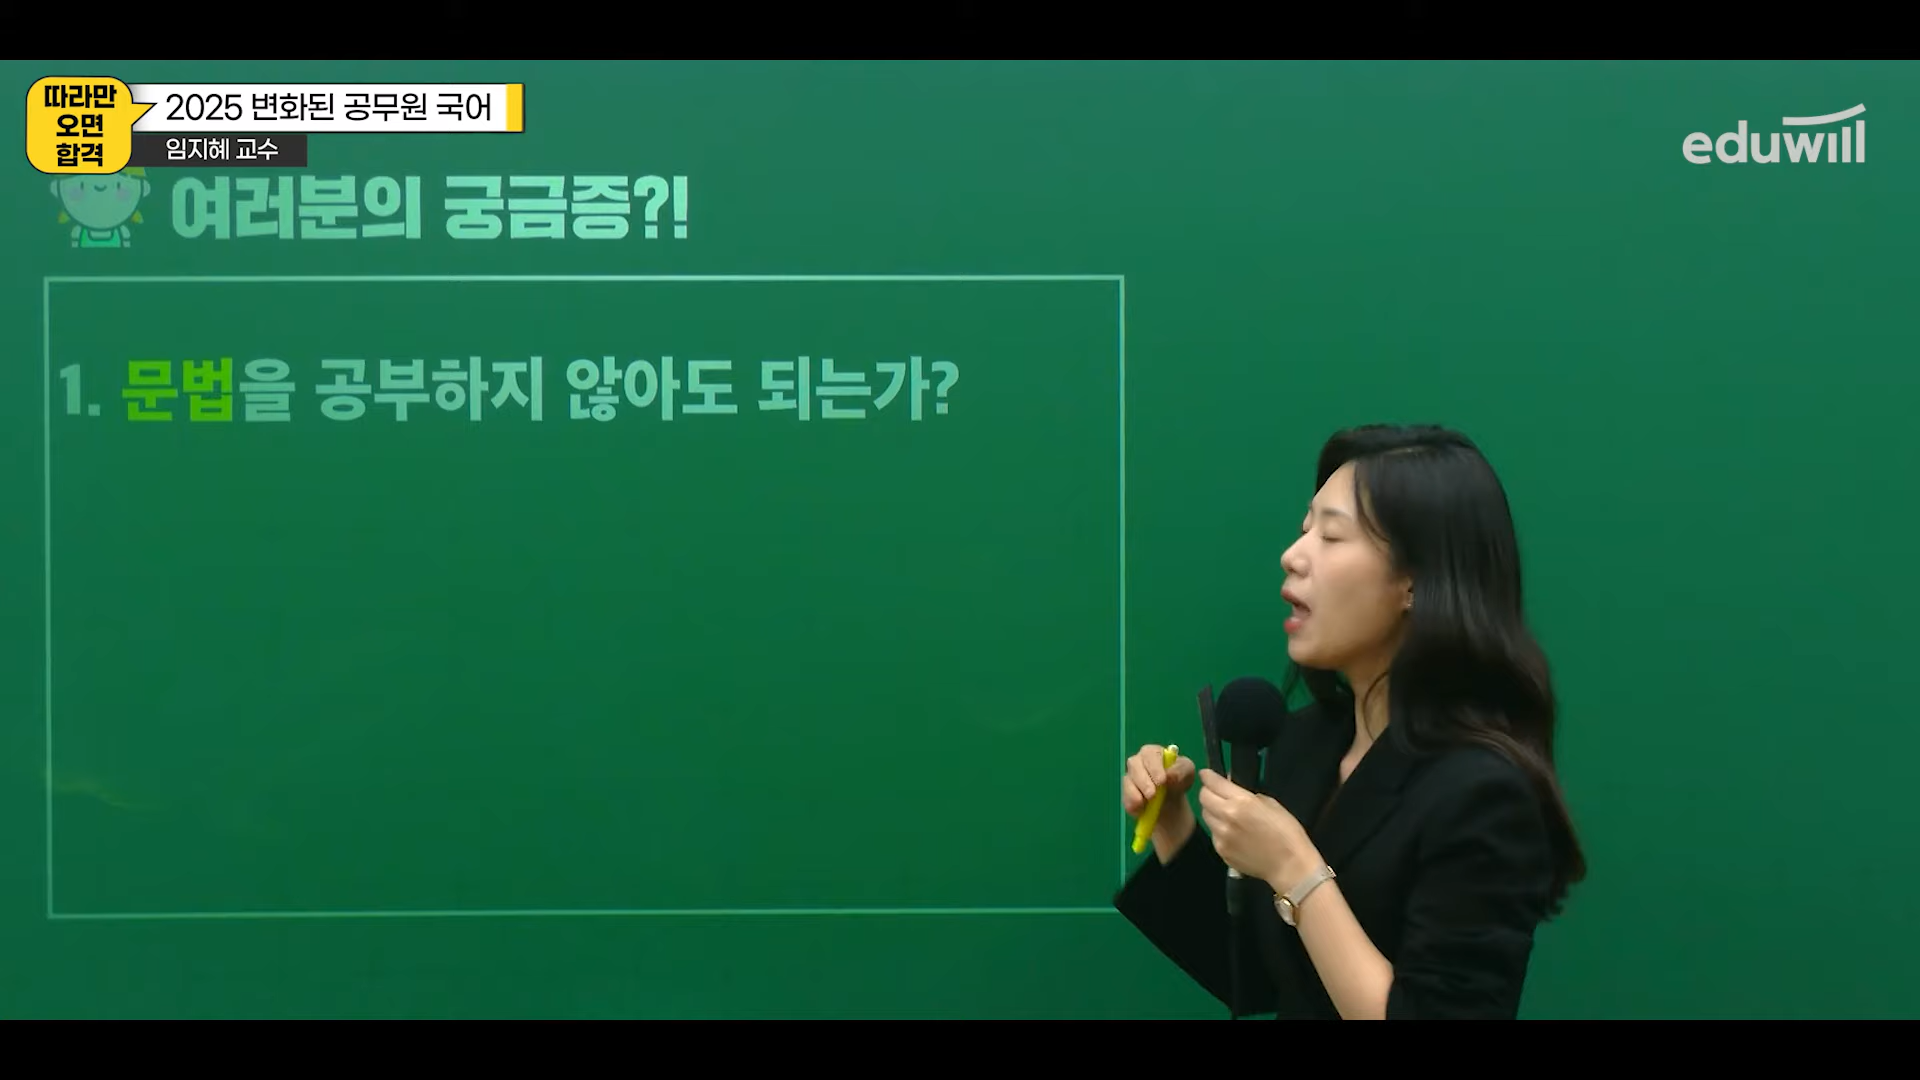 따라만
오면
합격
2025 변화된 공무원 국어
임지혜 교수
eduwill
여러분의 궁금증?!
1. 문법을 공부하지 않아도 되는가?